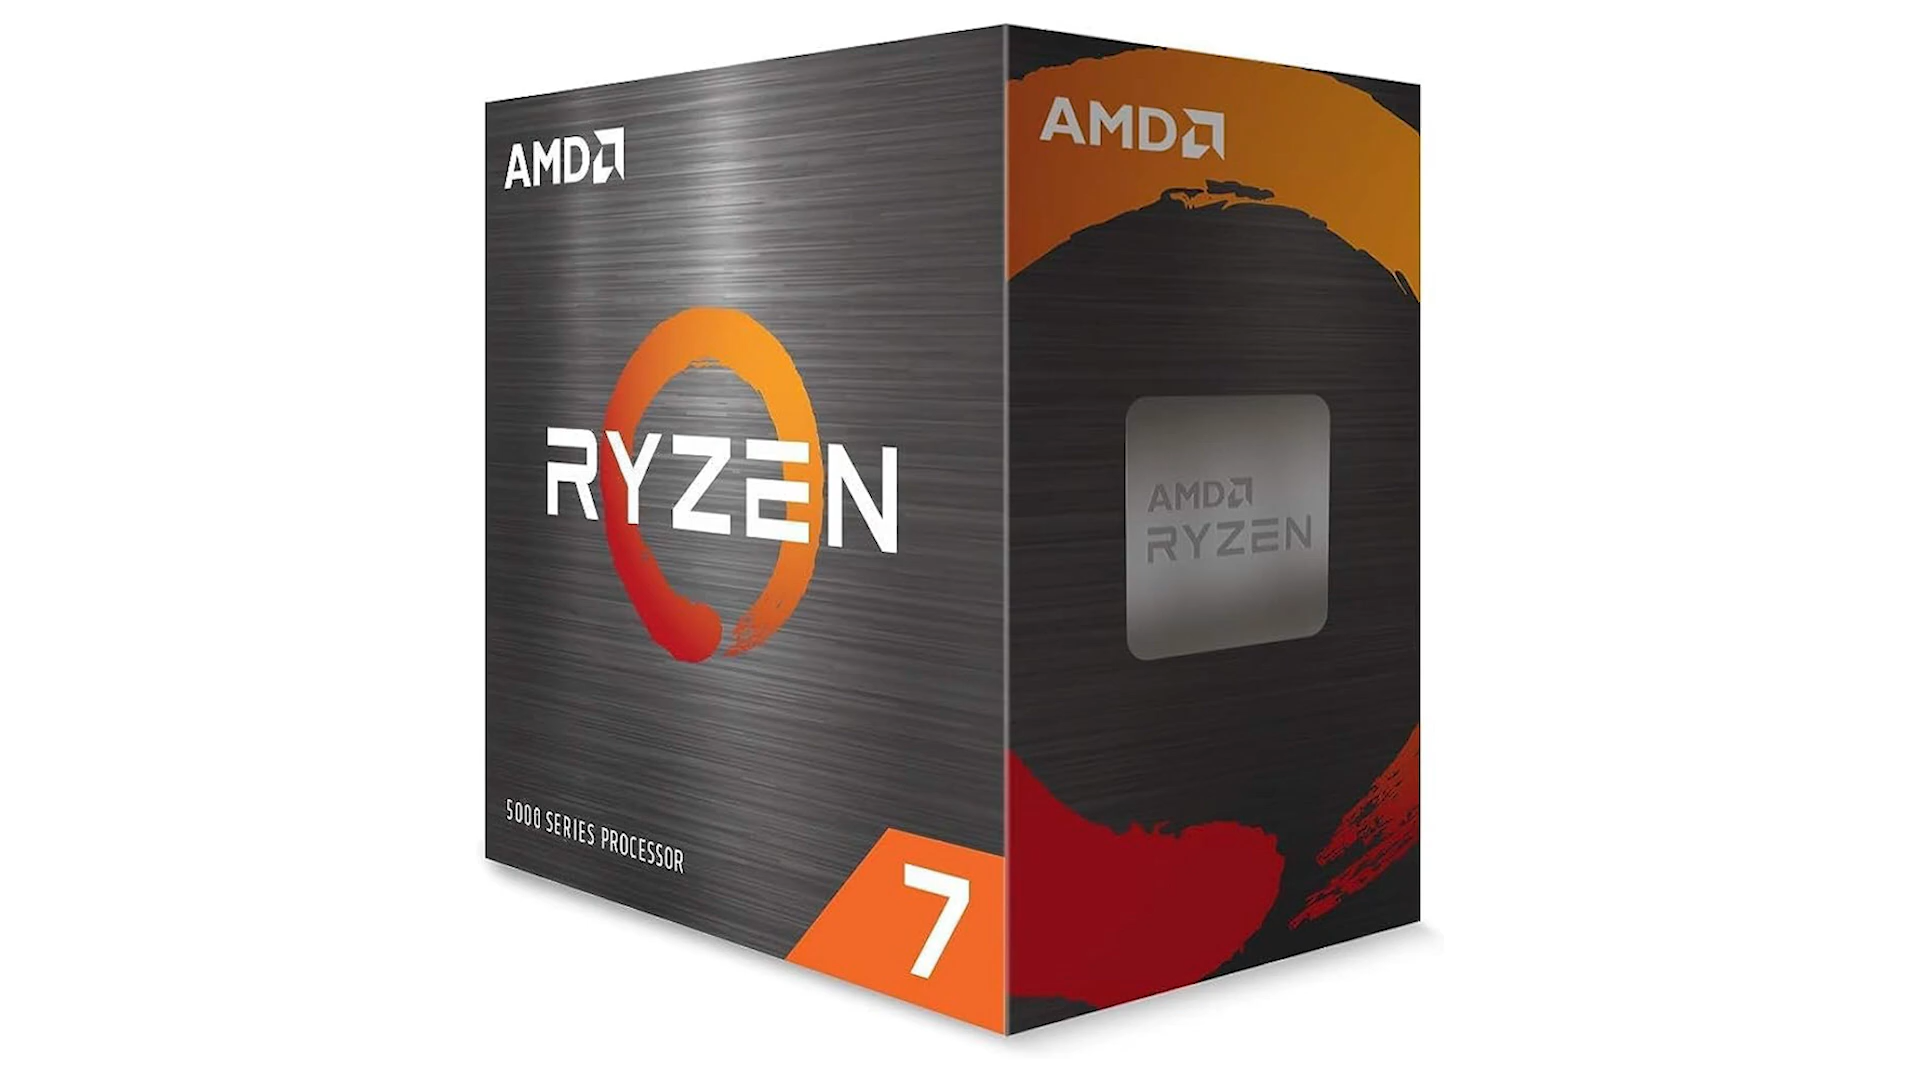 AMD
RYZEN
5000 SERIES PROCESSOR
7
AMD
AMD
RYZEN